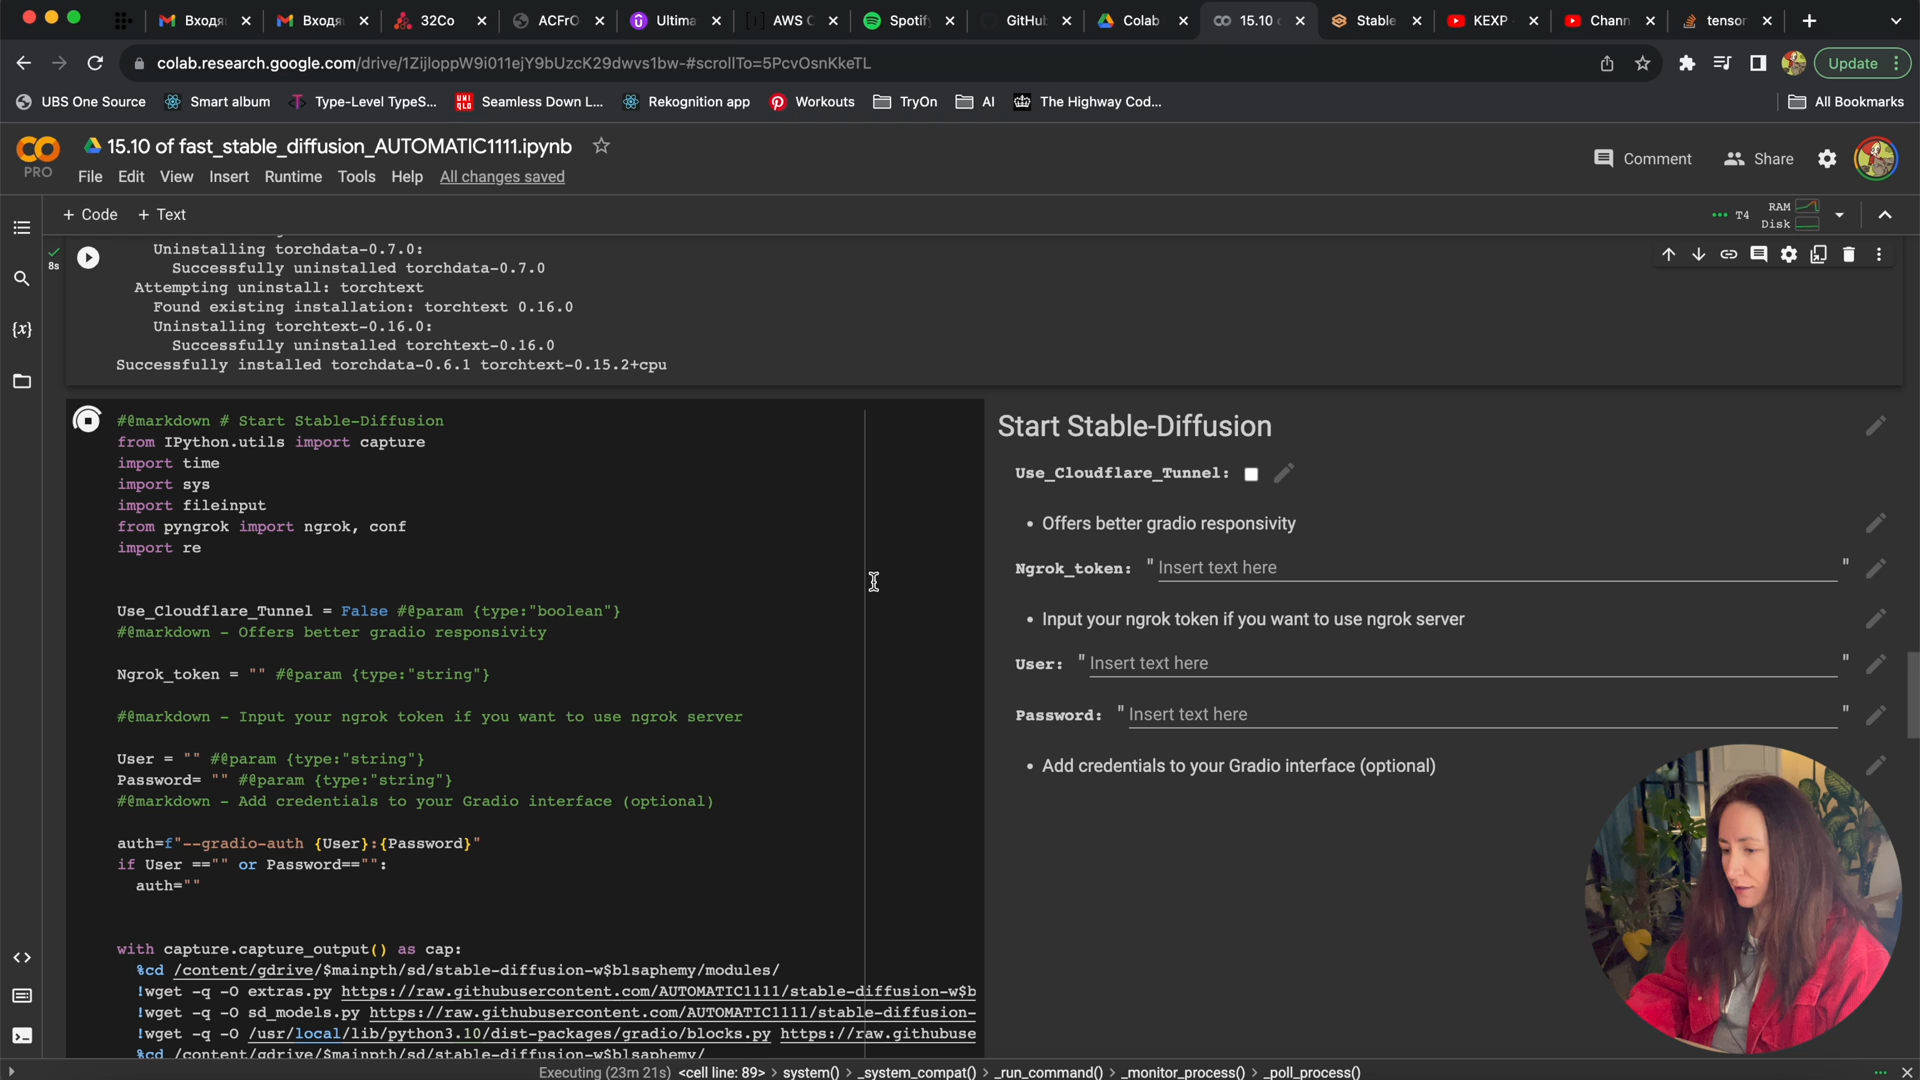 Входя
Входя
32Co
ACFrO
Ultima
AWS C
Spotify
GitHub
Colab
15.10 c
Stable
KEXP -
Chann
tensor
colab.research.google.com/drive/1ZijloppW9i011ejY9bUzcK29dwvs1bw-#scrollTo=5PcvOsnKkeTL
Update
UBS One Source
Smart album
Type-Level TypeS...
Seamless Down L...
Rekognition app
Workouts
TryOn
AI
The Highway Cod...
All Bookmarks
PRO
15.10 of fast_stable_diffusion_AUTOMATIC1111.ipynb
Comment
Share
File Edit View Insert Runtime Tools Help All changes saved
+ Code + Text
T4
RAM
Disk
8s
Uninstalling torchdata-0.7.0:
Successfully uninstalled torchdata-0.7.0
Attempting uninstall: torchtext
Found existing installation: torchtext 0.16.0
Uninstalling torchtext-0.16.0:
Successfully uninstalled torchtext-0.16.0
Successfully installed torchdata-0.6.1 torchtext-0.15.2+cpu
{x}
#@markdown # Start Stable-Diffusion
from IPython.utils import capture
import time
import sys
import fileinput
from pyngrok import ngrok, conf
import re
Use_Cloudflare_Tunnel = False #@param {type:"boolean"}
#@markdown - Offers better gradio responsivity
Ngrok_token = "" #@param {type:"string"}
#@markdown - Input your ngrok token if you want to use ngrok server
User = "" #@param {type:"string"}
Password= "" #@param {type:"string"}
#@markdown - Add credentials to your Gradio interface (optional)
auth=f"--gradio-auth {User}:{Password}"
if User =="" or Password=="":
auth=""
with capture.capture_output() as cap:
%cd /content/gdrive/$mainpth/sd/stable-diffusion-w$blsaphemy/modules/
!wget -q -O extras.py https://raw.githubusercontent.com/AUTOMATIC1111/stable-diffusion-w$b
!wget -q -O sd_models.py https://raw.githubusercontent.com/AUTOMATIC1111/stable-diffusion-
!wget -q -O /usr/local/lib/python3.10/dist-packages/gradio/blocks.py https://raw.githubuse
%cd /content/gdrive/$mainpth/sd/stable-diffusion-w$blsaphemy/
Start Stable-Diffusion
Use_Cloudflare_Tunnel:
• Offers better gradio responsivity
Ngrok_token: " Insert text here "
• Input your ngrok token if you want to use ngrok server
User: " Insert text here "
Password: " Insert text here "
• Add credentials to your Gradio interface (optional)
Executing (23m 21s) <cell line: 89> > system() > _system_compat() > _run_command() > _monitor_process() > _poll_process()